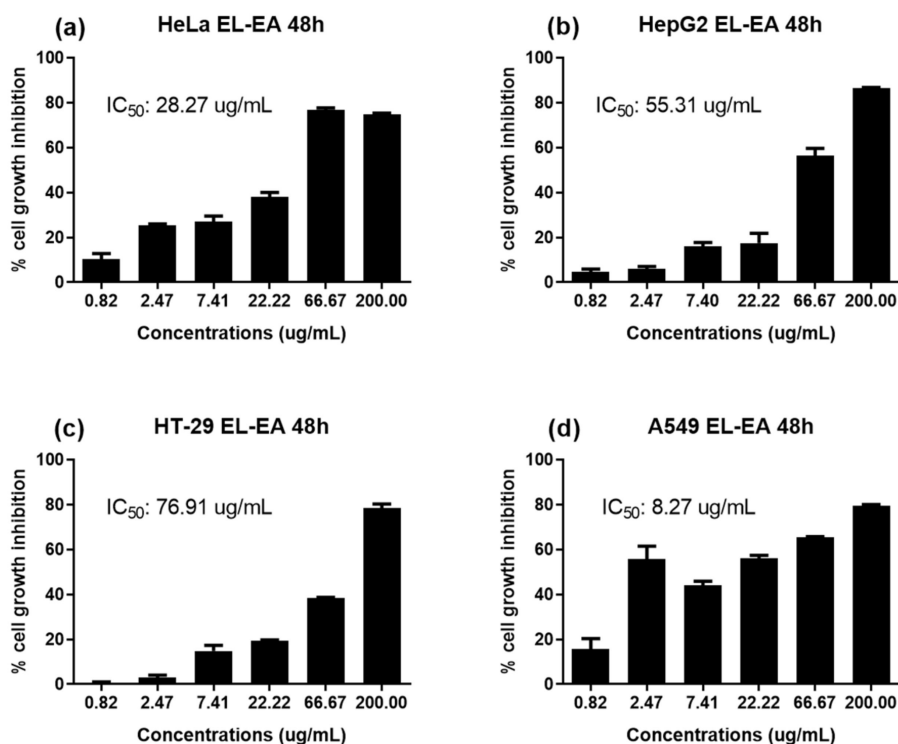 (a)
HeLa EL-EA 48h
% cell growth inhibition
100
80
60
40
20
0
IC50: 28.27 ug/mL
0.82 2.47 7.41 22.22 66.67 200.00
Concentrations (ug/mL)
(b)
HepG2 EL-EA 48h
% cell growth inhibition
100
80
60
40
20
0
IC50: 55.31 ug/mL
0.82 2.47 7.40 22.22 66.67 200.00
Concentrations (ug/mL)
(c)
HT-29 EL-EA 48h
% cell growth inhibition
100
80
60
40
20
0
IC50: 76.91 ug/mL
0.82 2.47 7.41 22.22 66.67 200.00
Concentrations (ug/mL)
(d)
A549 EL-EA 48h
% cell growth inhibition
100
80
60
40
20
0
IC50: 8.27 ug/mL
0.82 2.47 7.41 22.22 66.67 200.00
Concentrations (ug/mL)